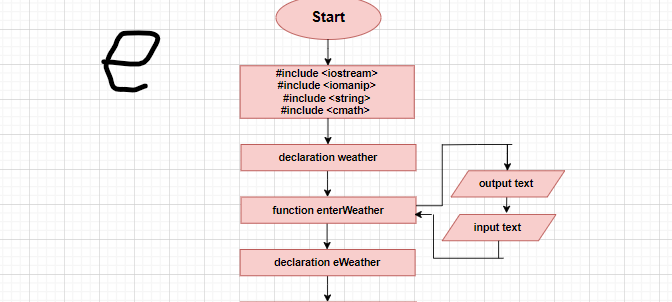 e
Start
#include <iostream>
#include <iomanip>
#include <string>
#include <cmath>
declaration weather
function enterWeather
output text
input text
declaration eWeather